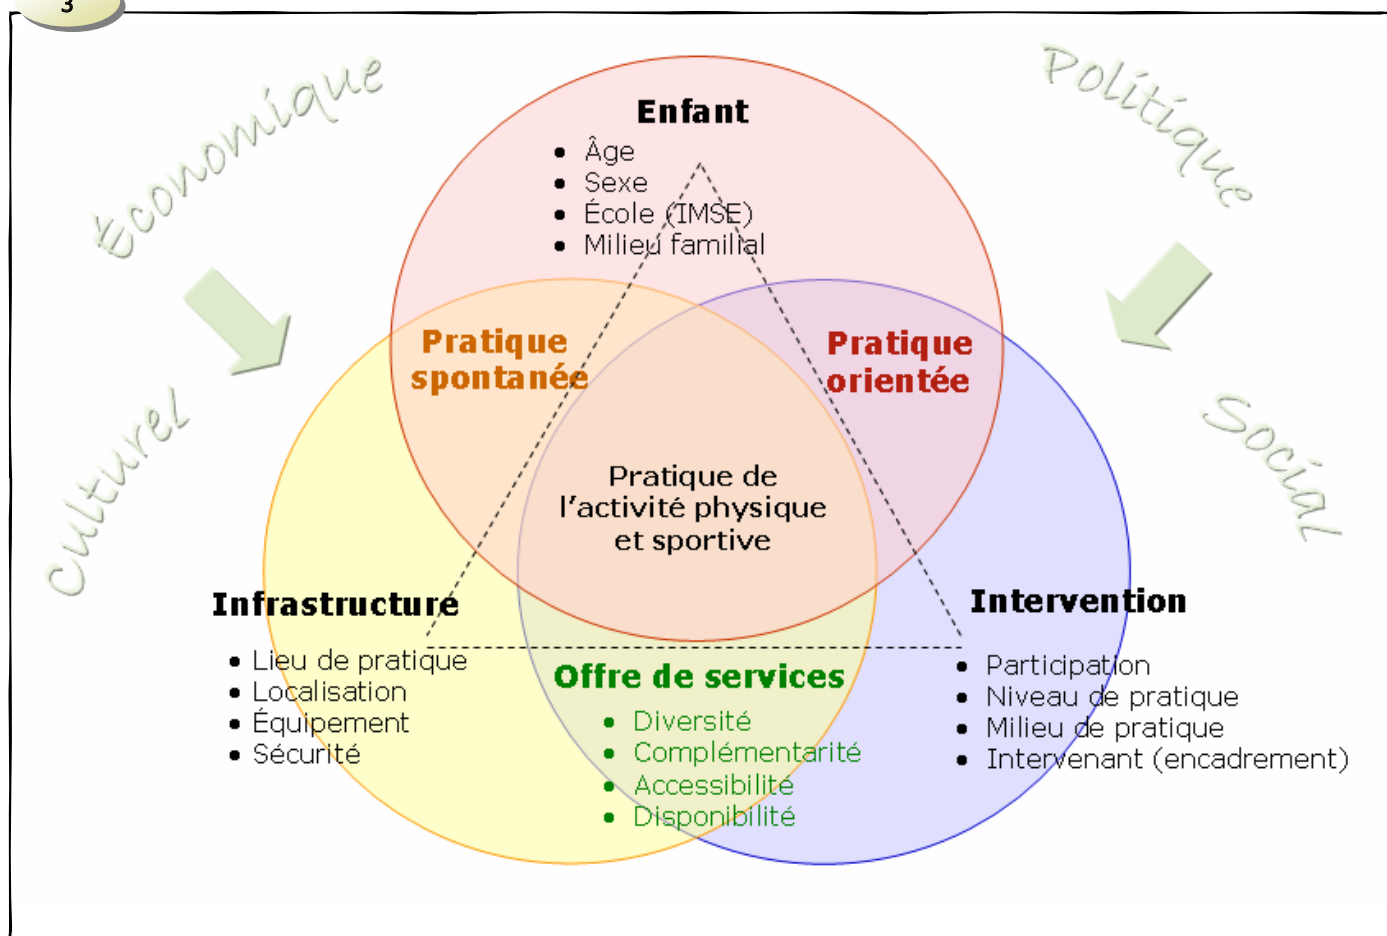 3
Économique
Politique
Culturel
Social
Enfant
• Âge
• Sexe
• École (IMSE)
• Milieu familial
Pratique
spontanée
Pratique
orientée
Pratique de
l'activité physique
et sportive
Infrastructure
• Lieu de pratique
• Localisation
• Équipement
• Sécurité
Offre de services
• Diversité
• Complémentarité
• Accessibilité
• Disponibilité
Intervention
• Participation
• Niveau de pratique
• Milieu de pratique
• Intervenant (encadrement)